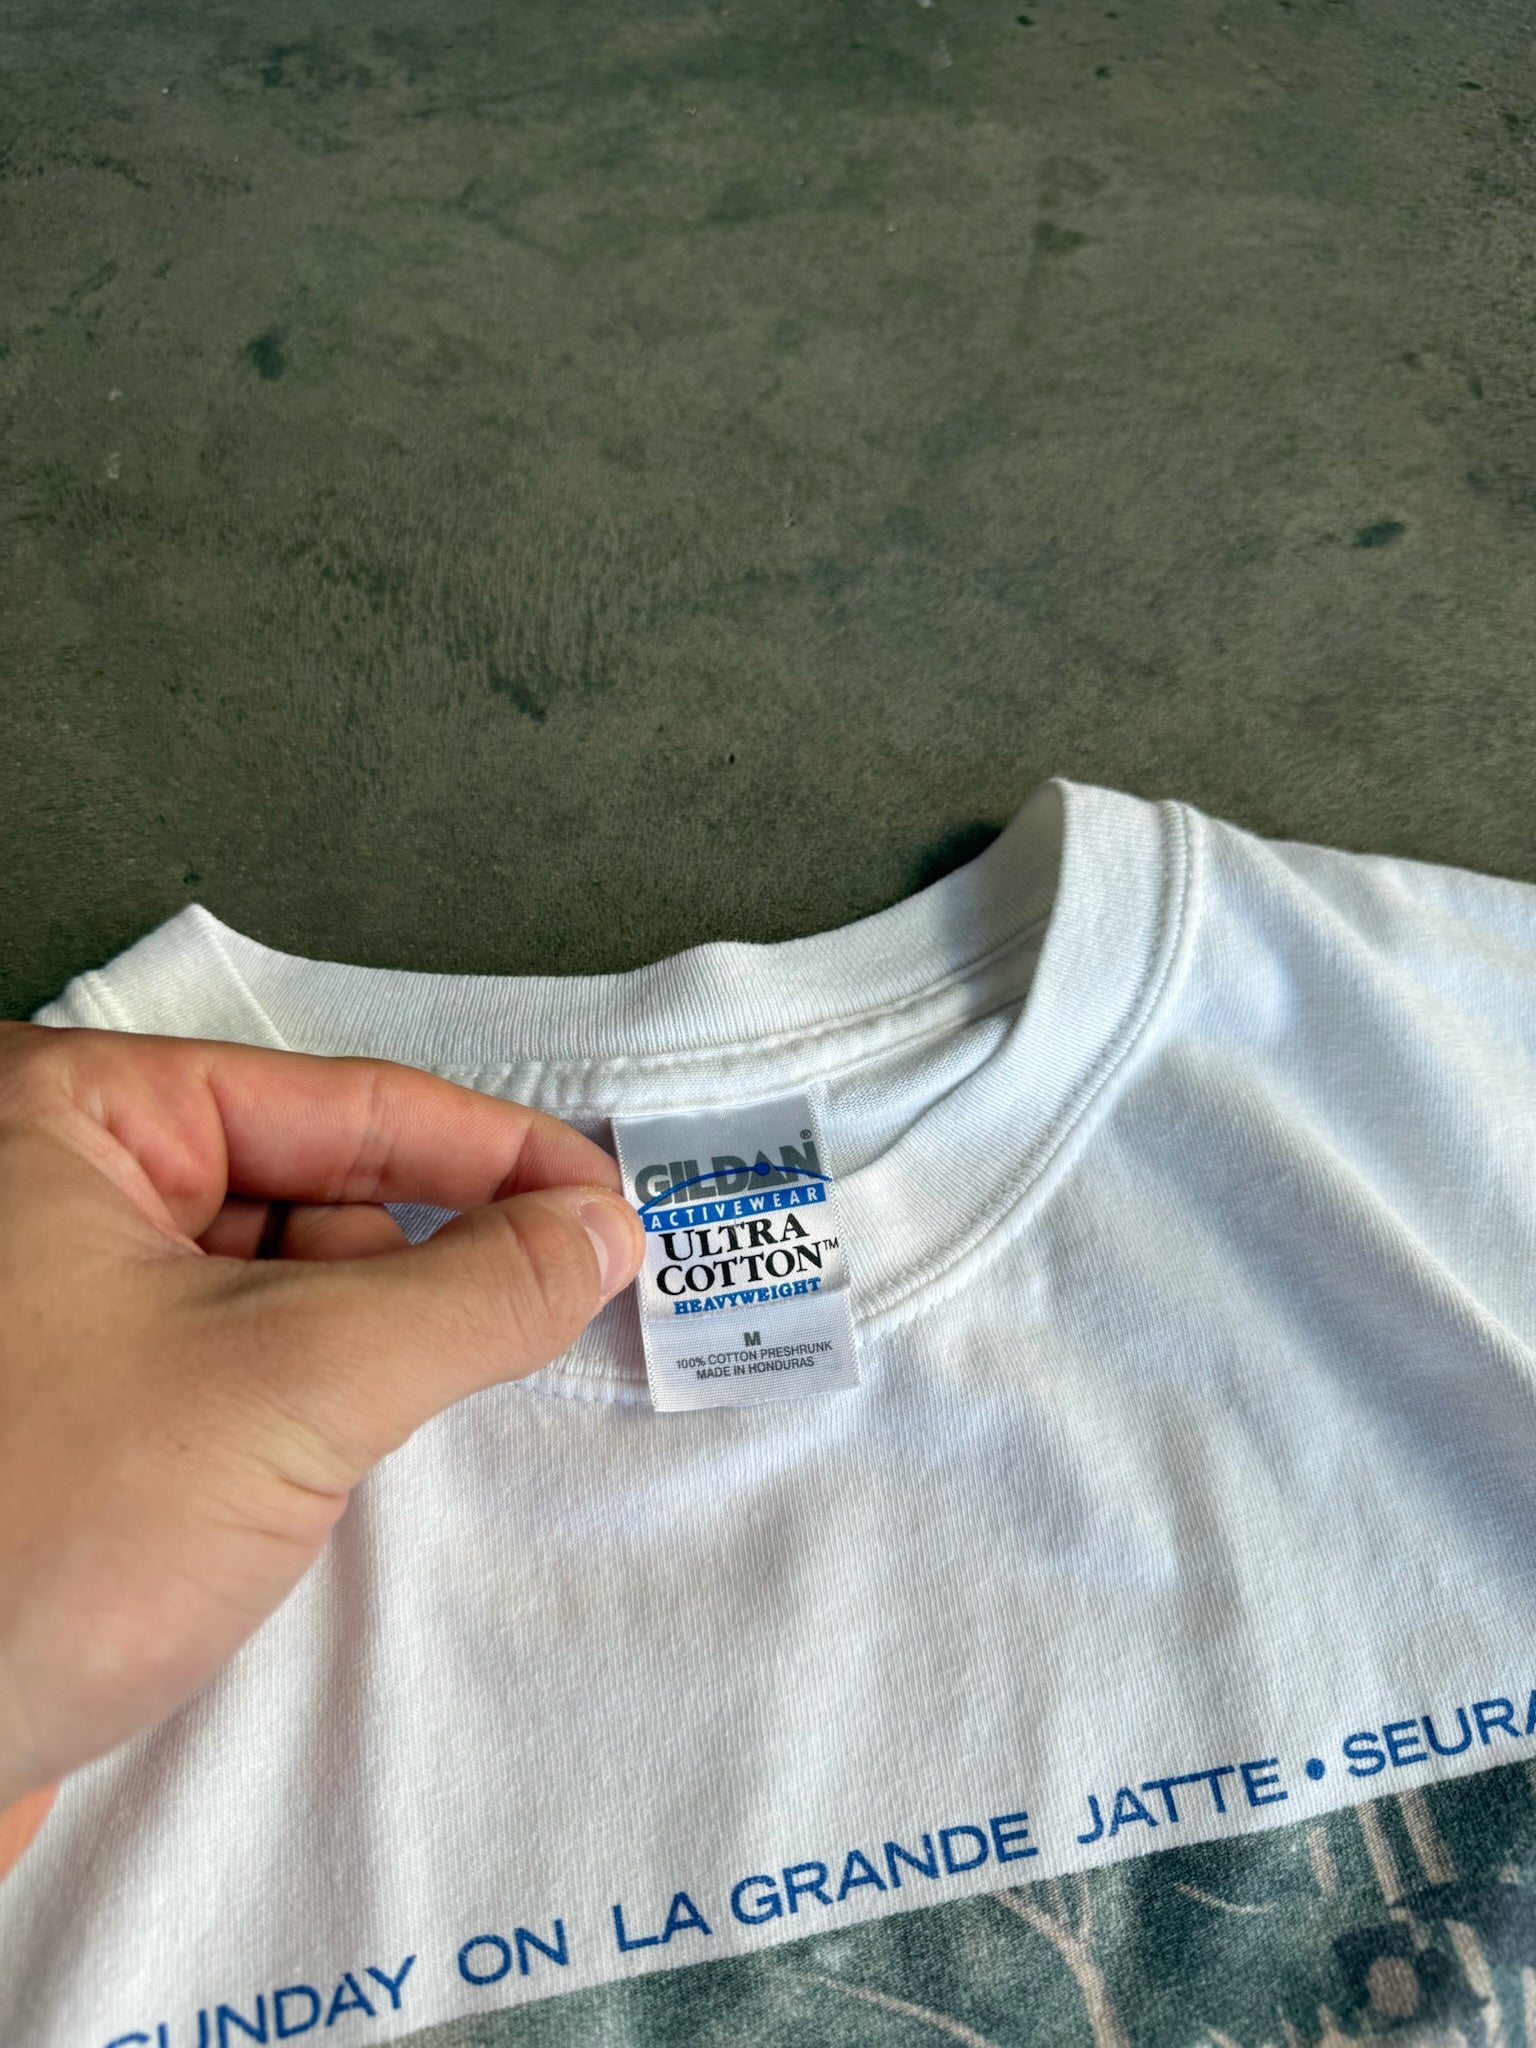 GILDAN®
ACTIVEWEAR
ULTRA
COTTON™
HEAVYWEIGHT
M
100% COTTON PRESHRUNK
MADE IN HONDURAS
SUNDAY ON LA GRANDE JATTE • SEURA